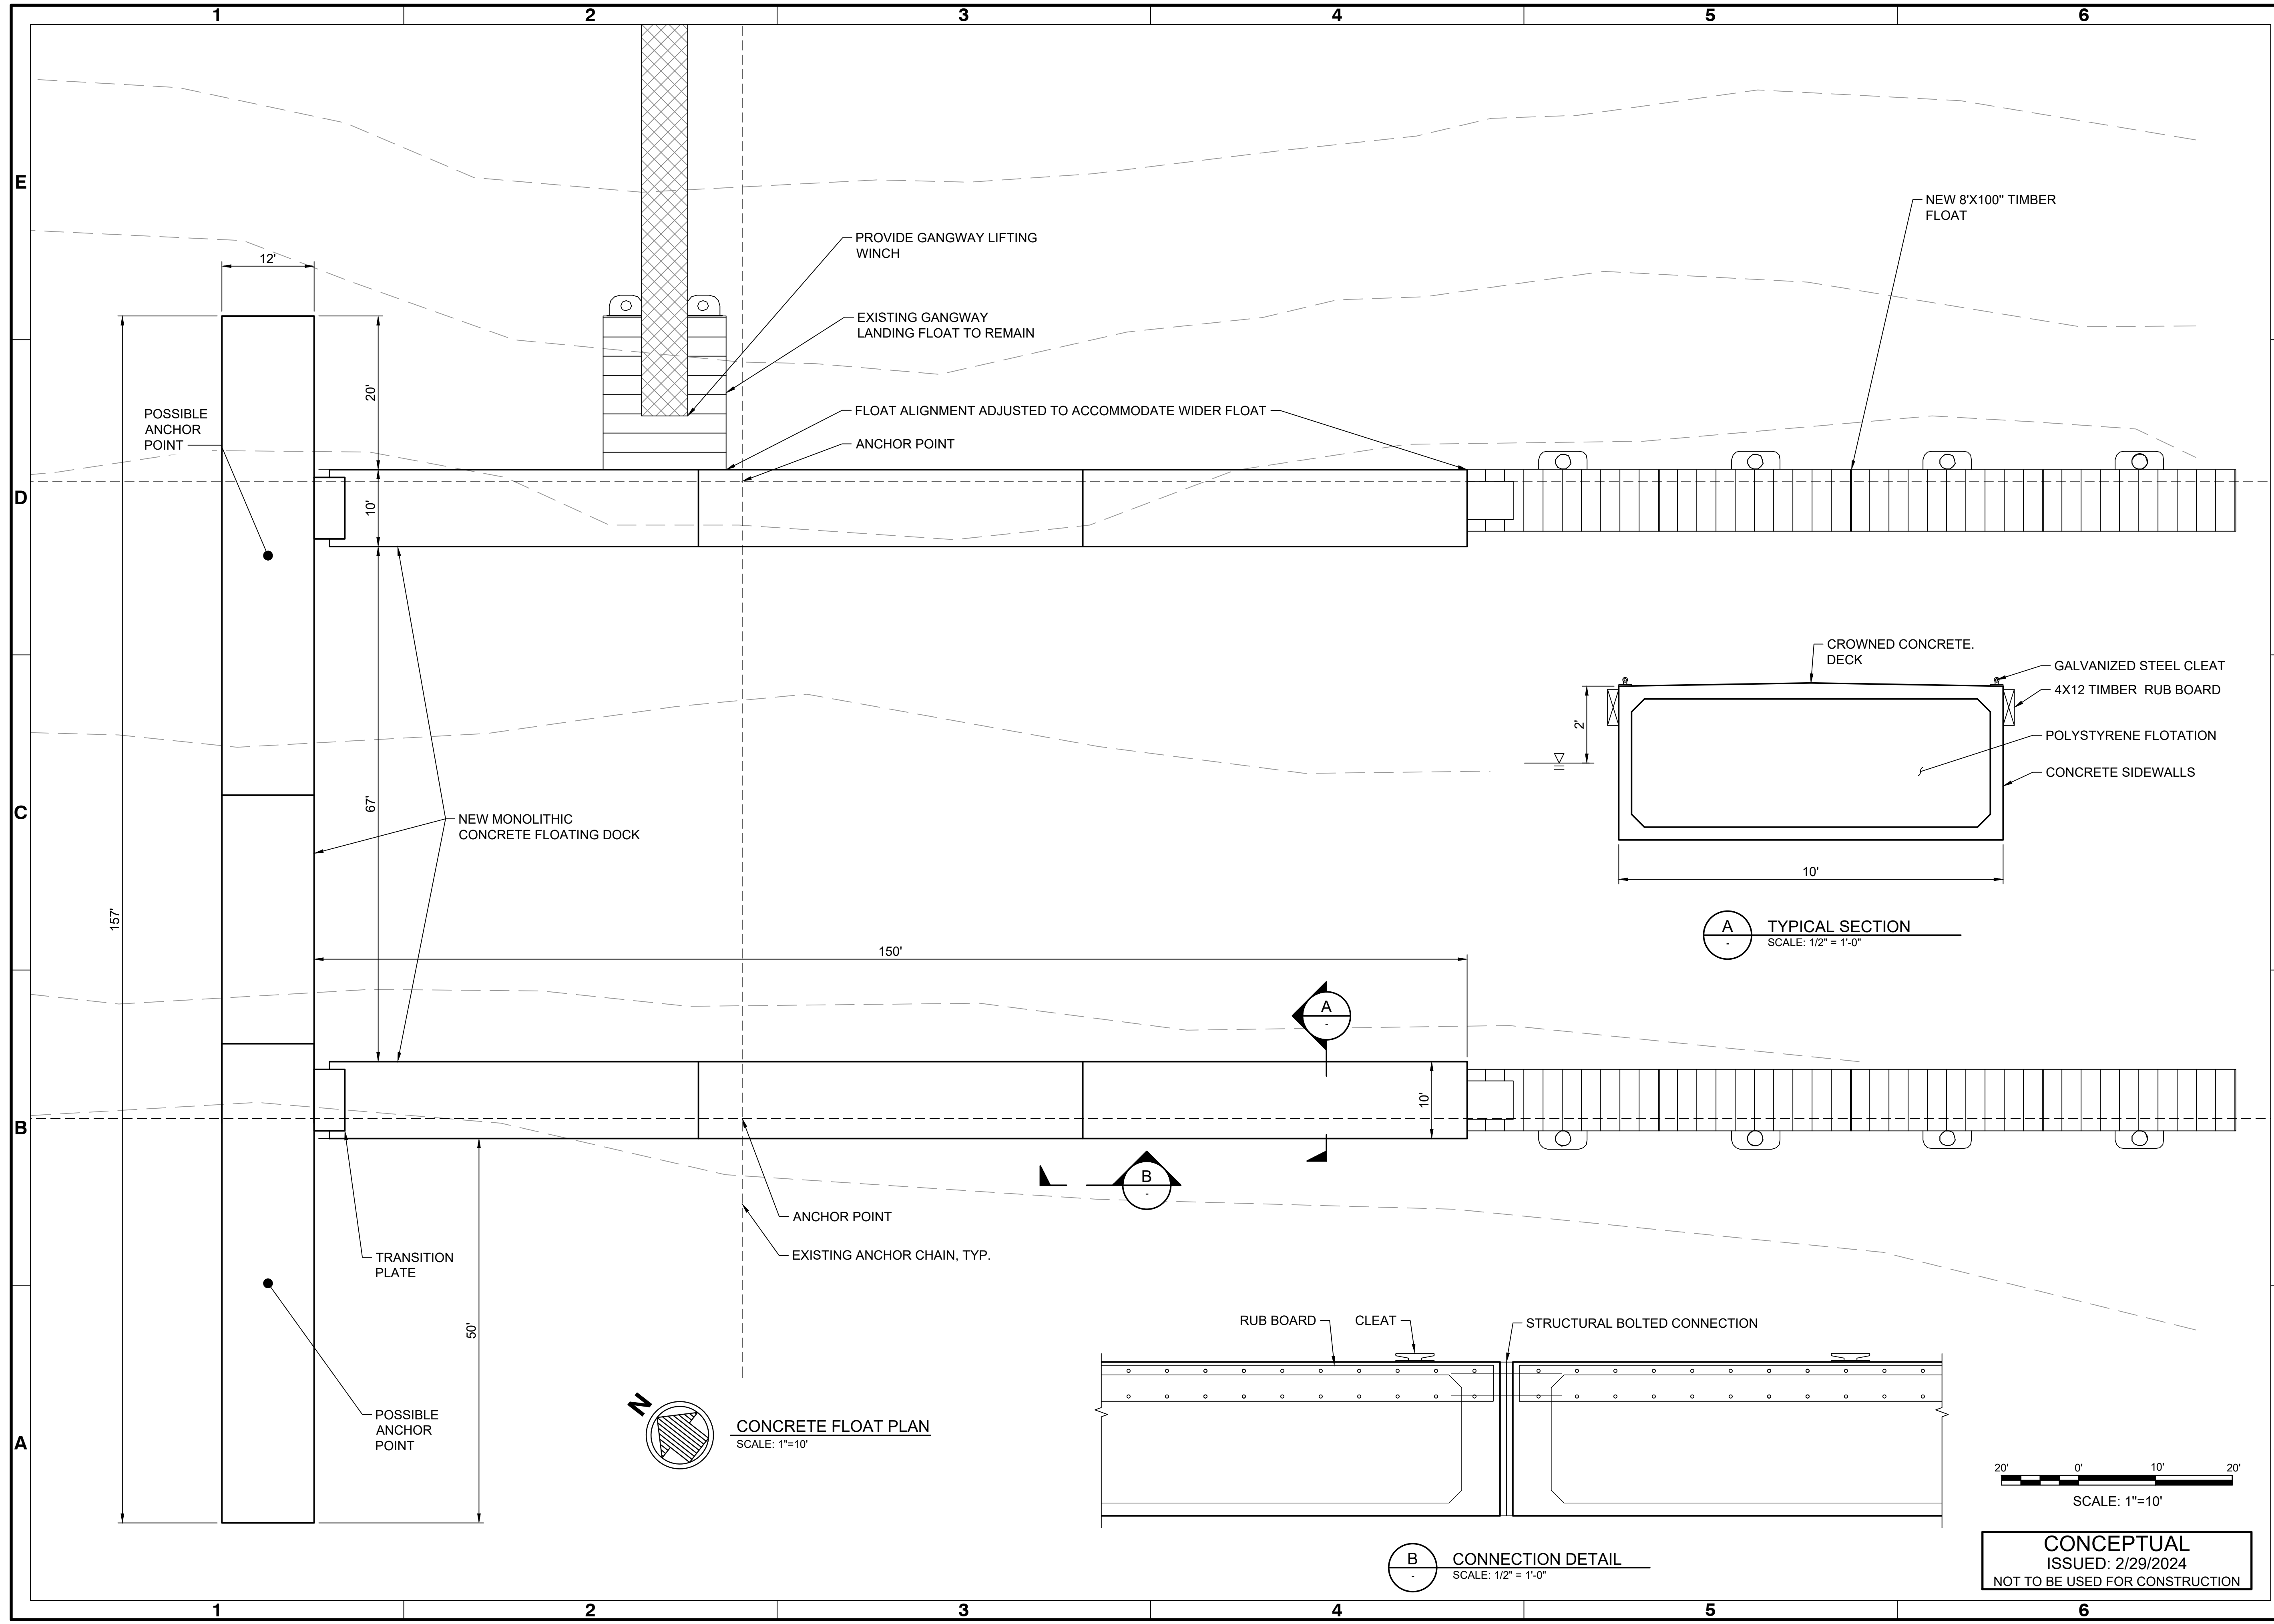 1 2 3 4 5 6
E
NEW 8'X100" TIMBER
FLOAT
PROVIDE GANGWAY LIFTING
WINCH
12'
EXISTING GANGWAY
LANDING FLOAT TO REMAIN
20'
POSSIBLE
ANCHOR
POINT
FLOAT ALIGNMENT ADJUSTED TO ACCOMMODATE WIDER FLOAT
ANCHOR POINT
D
10'
CROWNED CONCRETE.
DECK
GALVANIZED STEEL CLEAT
4X12 TIMBER RUB BOARD
2'
POLYSTYRENE FLOTATION
CONCRETE SIDEWALLS
C
67'
NEW MONOLITHIC
CONCRETE FLOATING DOCK
10'
157'
A
-
TYPICAL SECTION
SCALE: 1/2" = 1'-0"
150'
A
-
10'
B
B
-
ANCHOR POINT
EXISTING ANCHOR CHAIN, TYP.
TRANSITION
PLATE
50'
RUB BOARD
CLEAT
STRUCTURAL BOLTED CONNECTION
POSSIBLE
ANCHOR
POINT
N
CONCRETE FLOAT PLAN
SCALE: 1"=10'
A
20' 0' 10' 20'
SCALE: 1"=10'
B
-
CONNECTION DETAIL
SCALE: 1/2" = 1'-0"
CONCEPTUAL
ISSUED: 2/29/2024
NOT TO BE USED FOR CONSTRUCTION
1 2 3 4 5 6